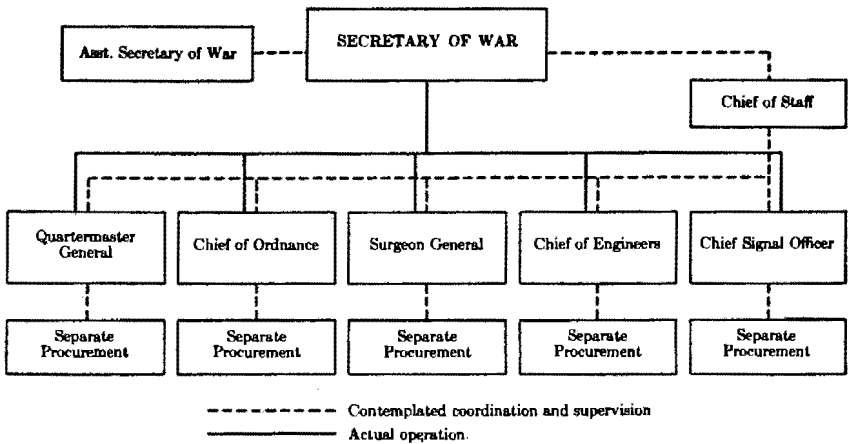 SECRETARY OF WAR
Asst. Secretary of War
Chief of Staff
Quartermaster
General
Chief of Ordnance
Surgeon General
Chief of Engineers
Chief Signal Officer
Separate
Procurement
Separate
Procurement
Separate
Procurement
Separate
Procurement
Separate
Procurement
Contemplated coordination and supervision
Actual operation.